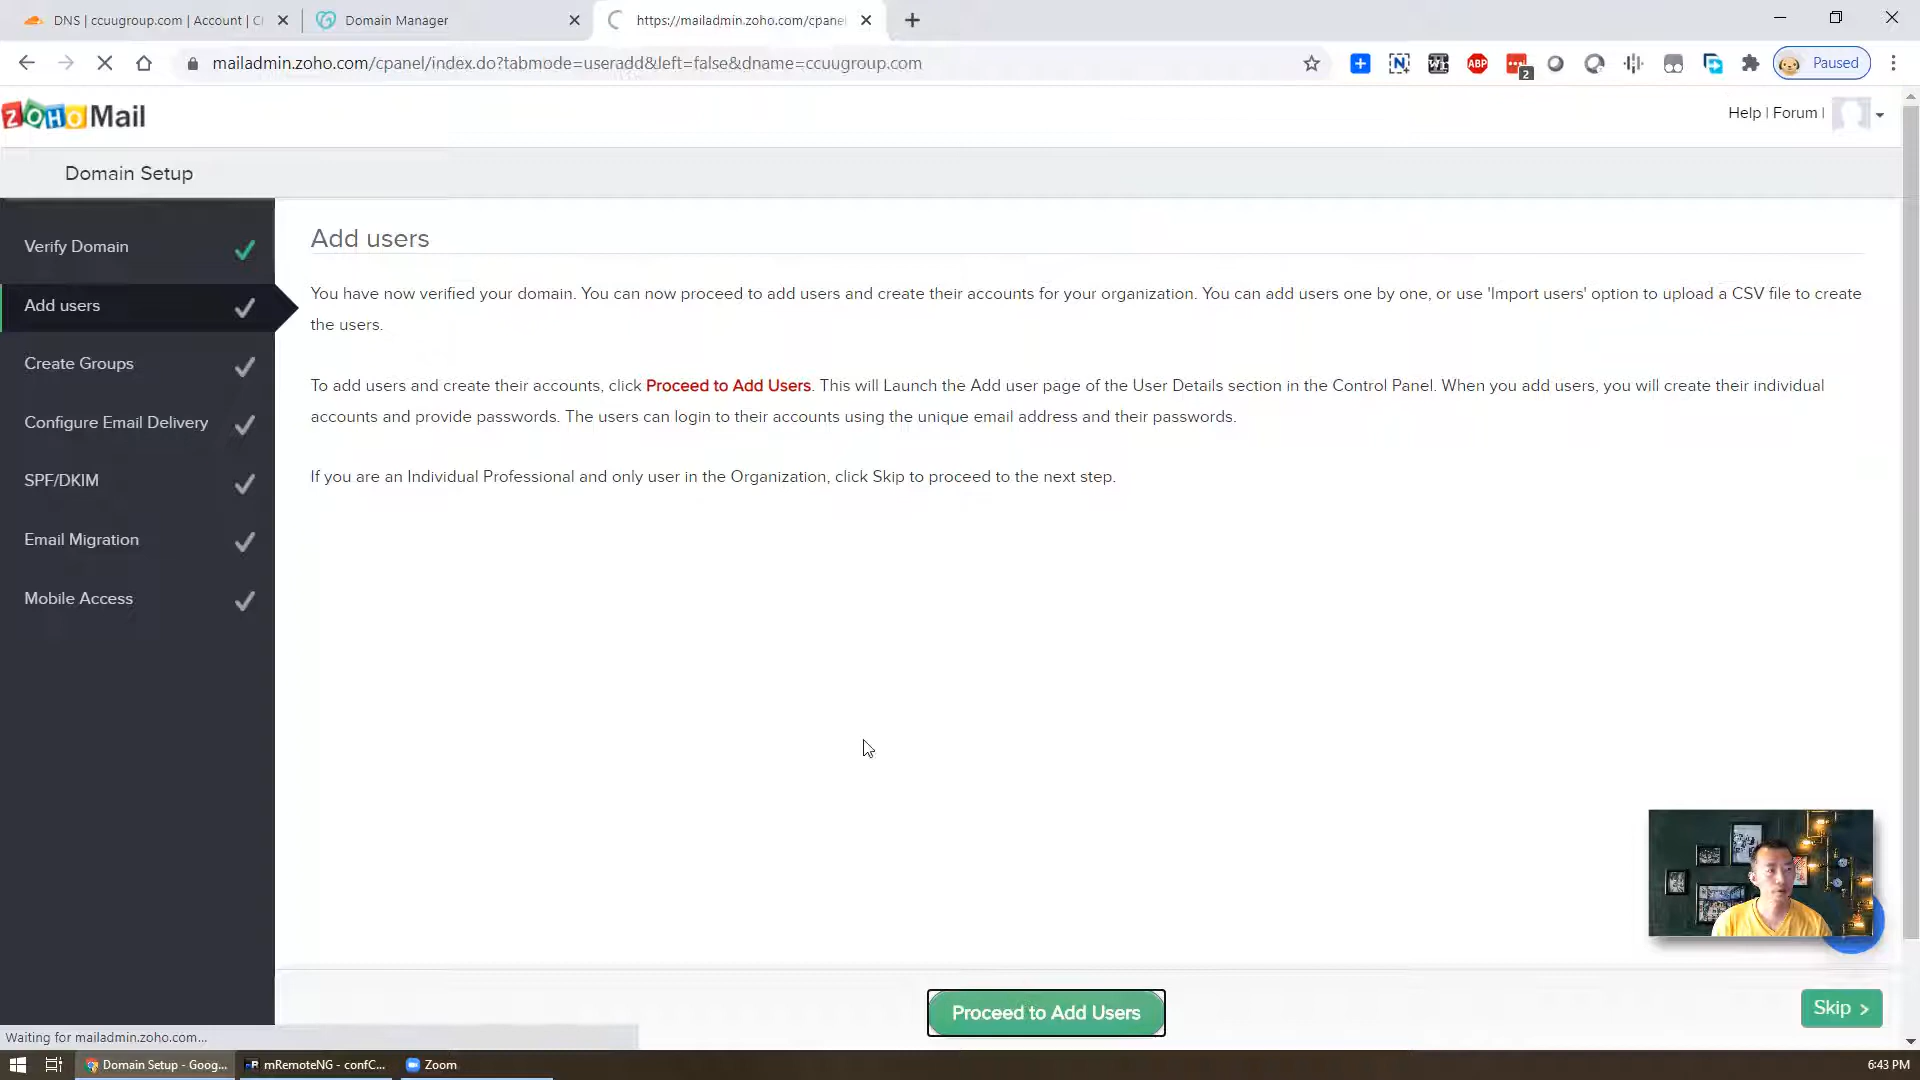 DNS | ccuugroup.com | Account | Cl
Domain Manager
https://mailadmin.zoho.com/cpane
mailadmin.zoho.com/cpanel/index.do?tabmode=useradd&left=false&dname=ccuugroup.com
ABP
2
Paused
ZOHO Mail
Help | Forum |
Domain Setup
Verify Domain
Add users
Create Groups
Configure Email Delivery
SPF/DKIM
Email Migration
Mobile Access
Add users
You have now verified your domain. You can now proceed to add users and create their accounts for your organization. You can add users one by one, or use 'Import users' option to upload a CSV file to create
the users.
To add users and create their accounts, click Proceed to Add Users. This will Launch the Add user page of the User Details section in the Control Panel. When you add users, you will create their individual
accounts and provide passwords. The users can login to their accounts using the unique email address and their passwords.
If you are an Individual Professional and only user in the Organization, click Skip to proceed to the next step.
Proceed to Add Users
Skip >
Waiting for mailadmin.zoho.com...
Domain Setup - Goog...
mRemoteNG - confC...
Zoom
6:43 PM